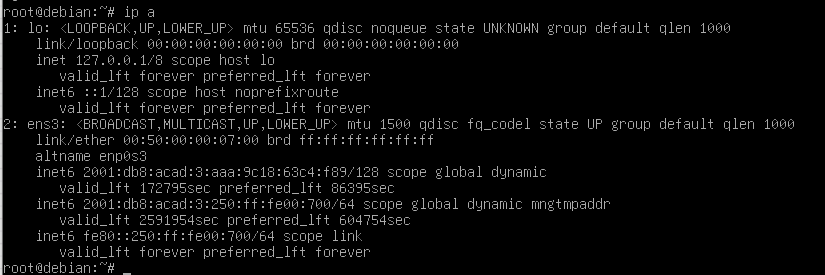 root@debian:~# ip a
1: lo: <LOOPBACK,UP,LOWER_UP> mtu 65536 qdisc noqueue state UNKNOWN group default qlen 1000
    link/loopback 00:00:00:00:00:00 brd 00:00:00:00:00:00
    inet 127.0.0.1/8 scope host lo
       valid_lft forever preferred_lft forever
    inet6 ::1/128 scope host noprefixroute
       valid_lft forever preferred_lft forever
2: ens3: <BROADCAST,MULTICAST,UP,LOWER_UP> mtu 1500 qdisc fq_codel state UP group default qlen 1000
    link/ether 00:50:00:00:07:00 brd ff:ff:ff:ff:ff:ff
    altname enp0s3
    inet6 2001:db8:acad:3:aaa:9c18:63c4:f89/128 scope global dynamic
       valid_lft 172795sec preferred_lft 86395sec
    inet6 2001:db8:acad:3:250:ff:fe00:700/64 scope global dynamic mngtmpaddr
       valid_lft 2591954sec preferred_lft 604754sec
    inet6 fe80::250:ff:fe00:700/64 scope link
       valid_lft forever preferred_lft forever
root@debian:~# _